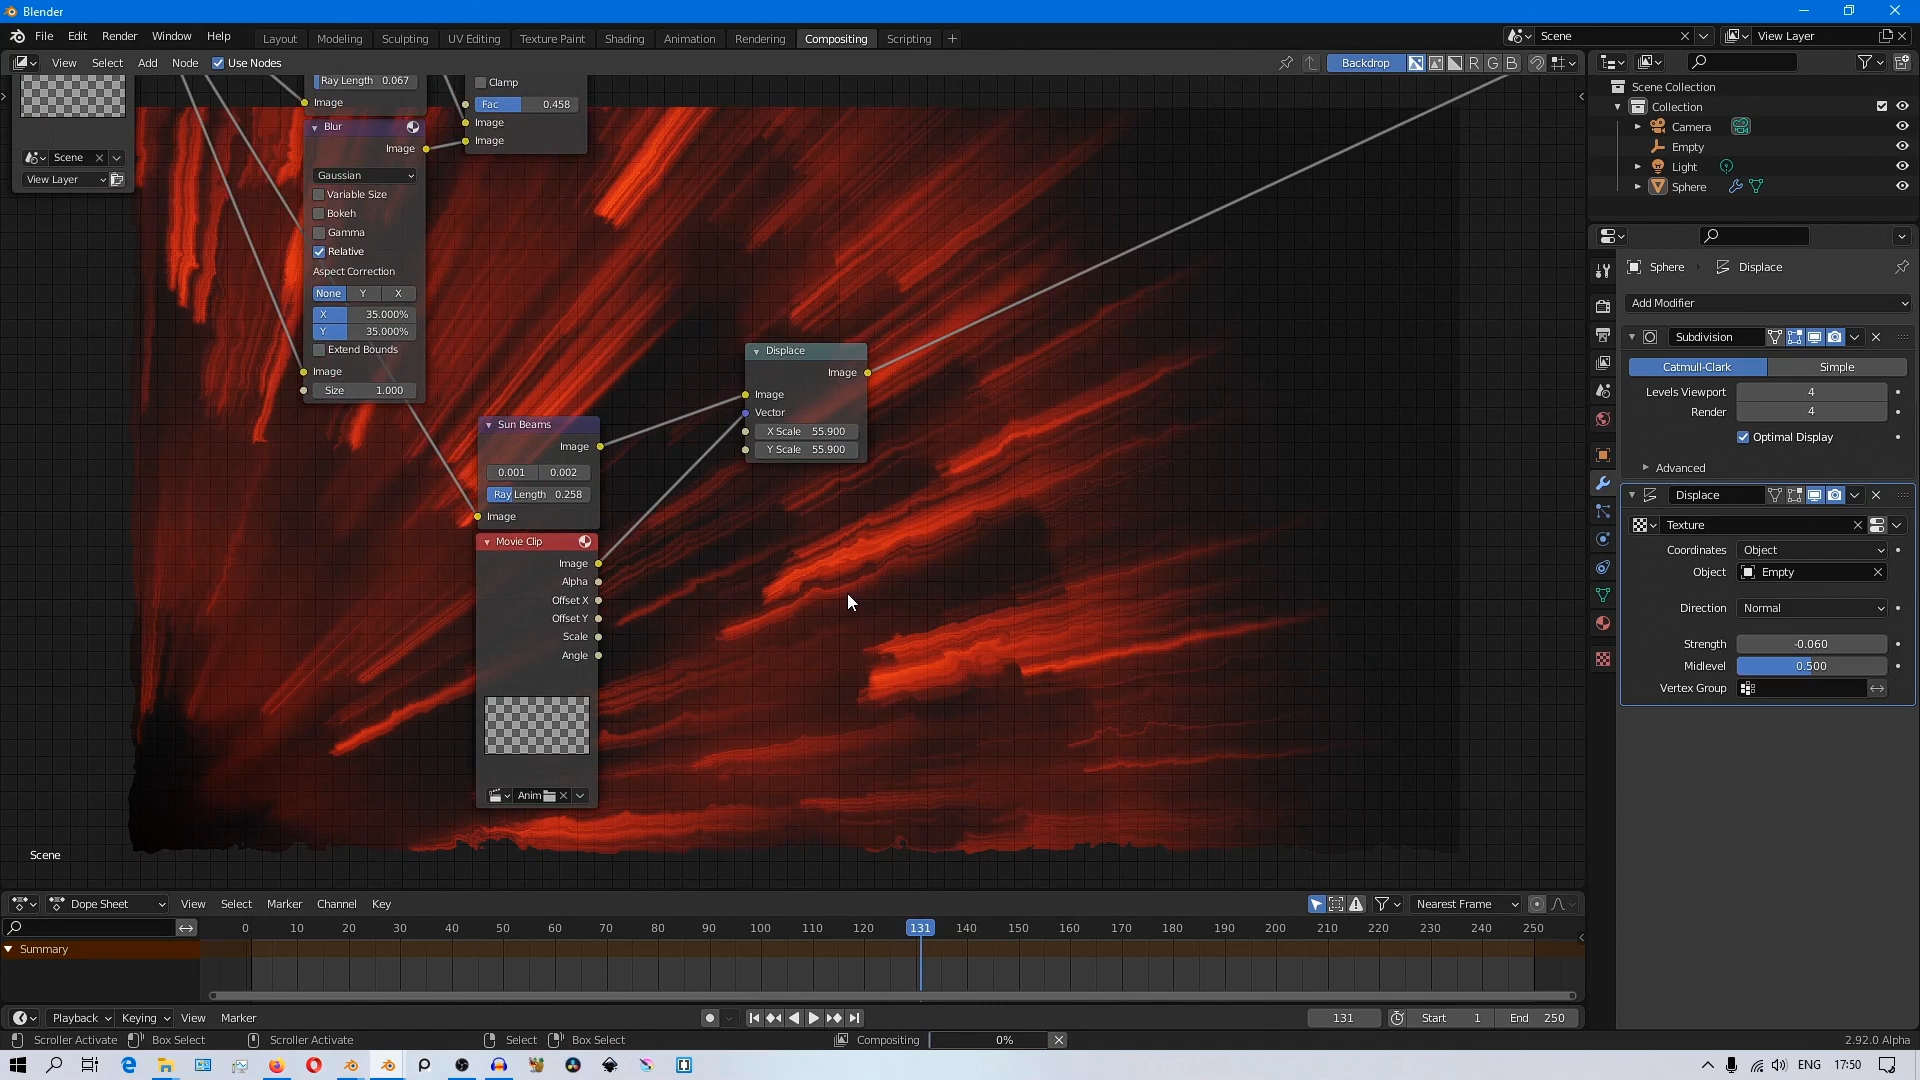 Blender
File Edit Render Window Help
Layout Modeling Sculpting UV Editing Texture Paint Shading Animation Rendering Compositing Scripting +
Scene
View Layer
View Select Add Node Use Nodes
Backdrop
R G B
Ray Length 0.067
Image
Clamp
Fac 0.458
Image
Image
Scene
View Layer
Blur
Image
Gaussian
Variable Size
Bokeh
Gamma
Relative
Aspect Correction
None Y X
X 35.000%
Y 35.000%
Extend Bounds
Image
Size 1.000
Sun Beams
Image
0.001 0.002
Ray Length 0.258
Image
Displace
Image
Image
Vector
X Scale 55.900
Y Scale 55.900
Movie Clip
Image
Alpha
Offset X
Offset Y
Scale
Angle
Anim
Scene
Scene Collection
Collection
Camera
Empty
Light
Sphere
Sphere Displace
Add Modifier
Subdivision
Catmull-Clark Simple
Levels Viewport 4
Render 4
Optimal Display
Advanced
Displace
Texture
Coordinates Object
Object Empty
Direction Normal
Strength -0.060
Midlevel 0.500
Vertex Group
Dope Sheet View Select Marker Channel Key
Nearest Frame
0 10 20 30 40 50 60 70 80 90 100 110 120 131 140 150 160 170 180 190 200 210 220 230 240 250
Summary
Playback Keying View Marker
131 Start 1 End 250
Scroller Activate Box Select Scroller Activate Select Box Select Compositing 0% 2.92.0 Alpha
ENG 17:50